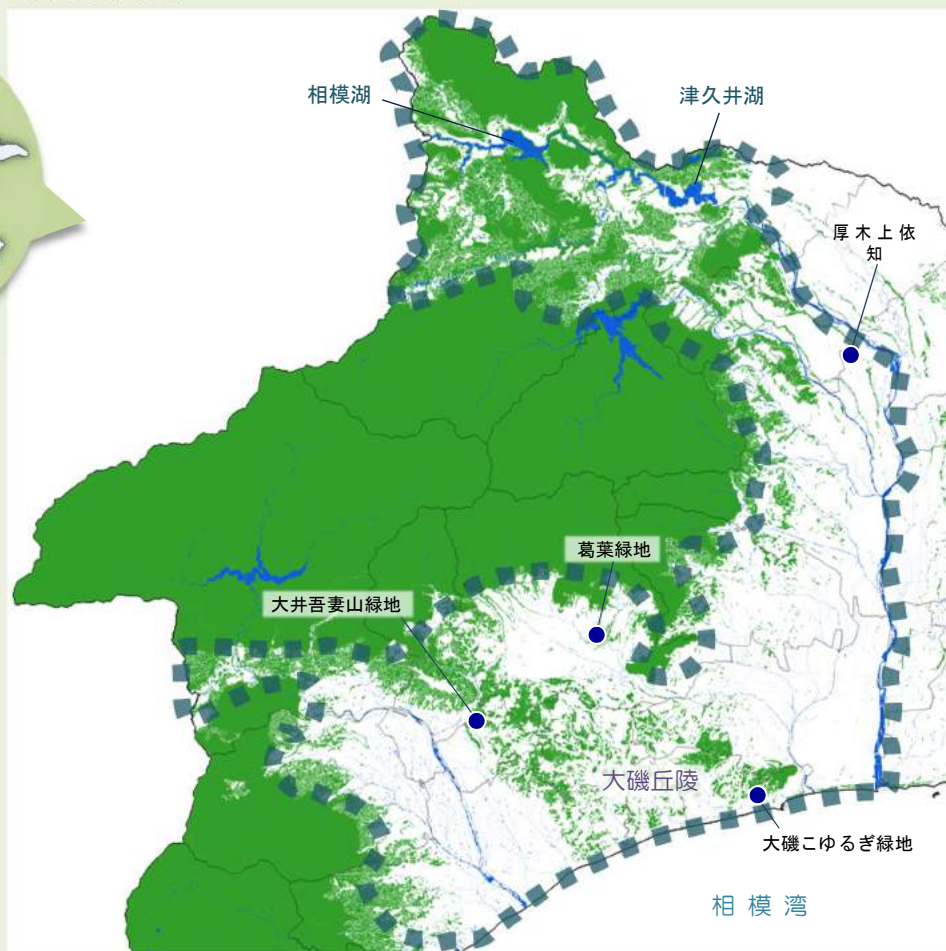 相模湖
津久井湖
厚木上依
知
葛葉緑地
大井吾妻山緑地
大磯丘陵
大磯こゆるぎ緑地
相模湾